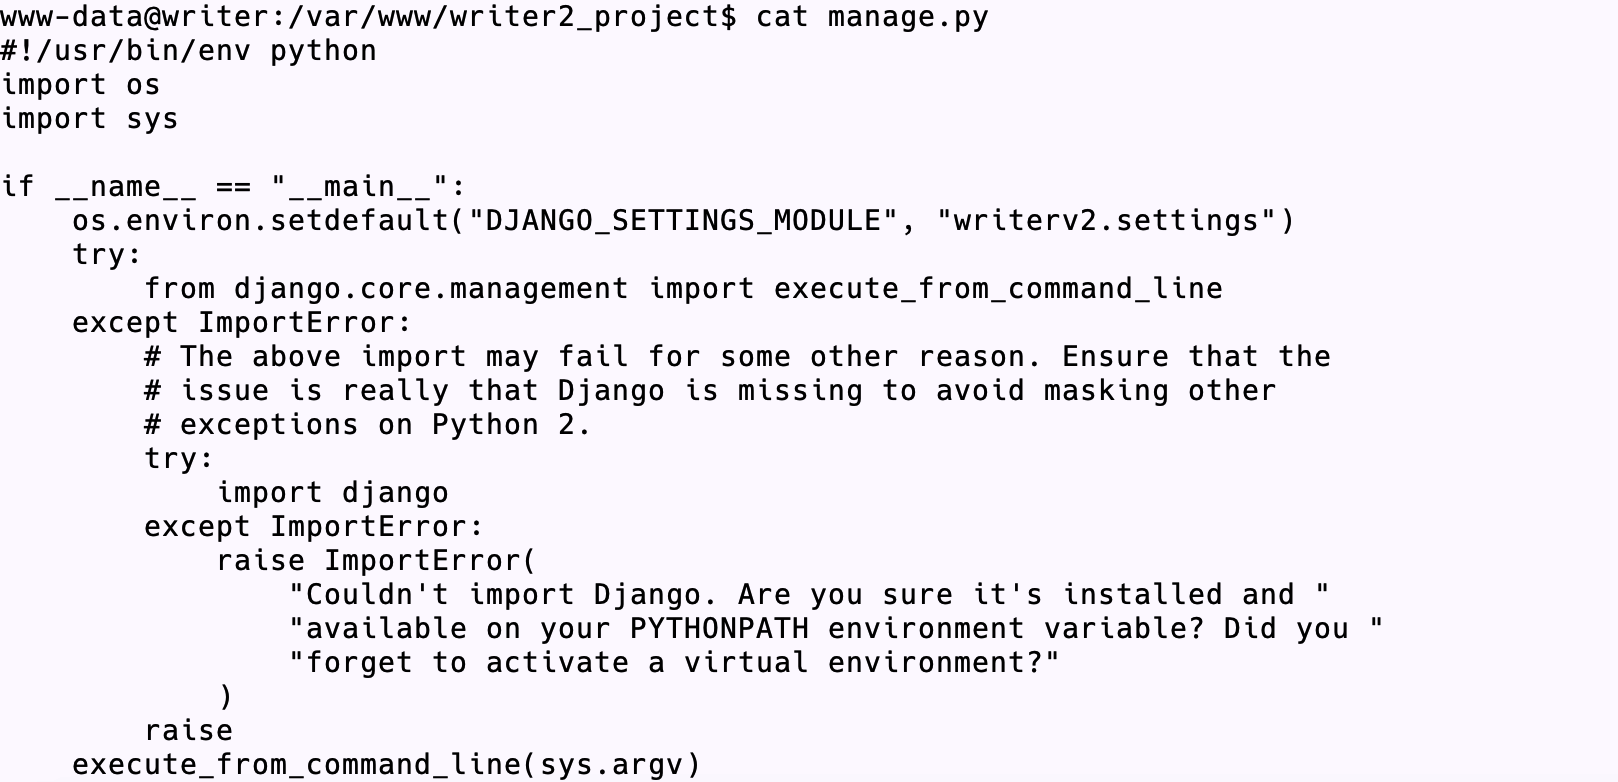 www-data@writer:/var/www/writer2_project$ cat manage.py
#!/usr/bin/env python
import os
import sys

if __name__ == "__main__":
    os.environ.setdefault("DJANGO_SETTINGS_MODULE", "writerv2.settings")
    try:
        from django.core.management import execute_from_command_line
    except ImportError:
        # The above import may fail for some other reason. Ensure that the
        # issue is really that Django is missing to avoid masking other
        # exceptions on Python 2.
        try:
            import django
        except ImportError:
            raise ImportError(
                "Couldn't import Django. Are you sure it's installed and "
                "available on your PYTHONPATH environment variable? Did you "
                "forget to activate a virtual environment?"
            )
        raise
    execute_from_command_line(sys.argv)